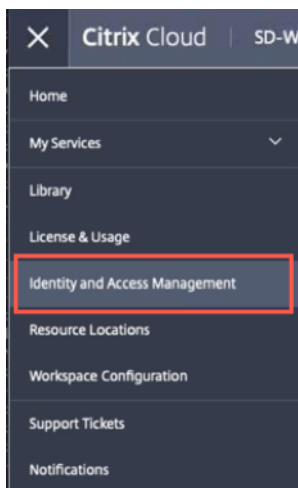 Citrix Cloud SD-W
Home
My Services
Library
License & Usage
Identity and Access Management
Resource Locations
Workspace Configuration
Support Tickets
Notifications